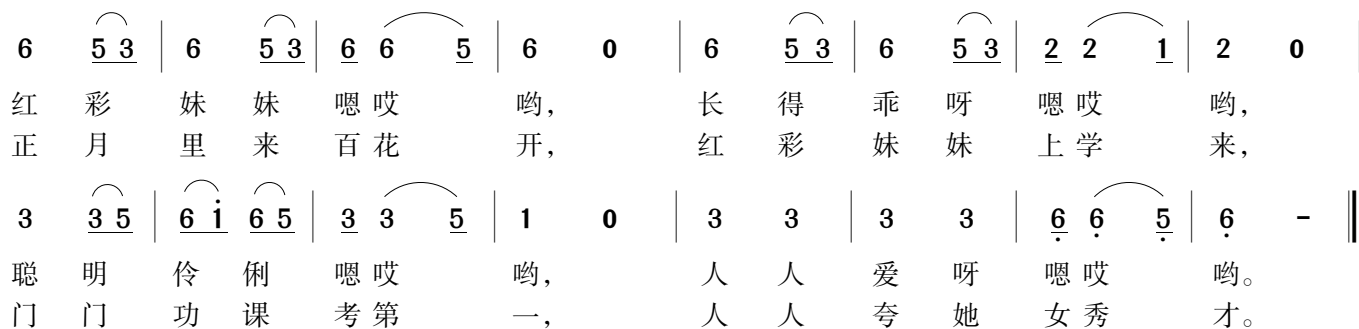 6 5 3 | 6 5 3 | 6 6 5 | 6 0 | 6 5 3 | 6 5 3 | 2 2 1 | 2 0 |
红 彩 妹 妹 嗯 哎 哟, 长 得 乖 呀 嗯 哎 哟,
正 月 里 来 百 花 开, 红 彩 妹 妹 上 学 来,
3 3 5 | 6 i 6 5 | 3 3 5 | 1 0 | 3 3 | 3 3 | 6 6 5 | 6 - ‖
聪 明 伶 俐 嗯 哎 哟, 人 人 爱 呀 嗯 哎 哟。
门 门 功 课 考 第 一, 人 人 夸 她 女 秀 才。